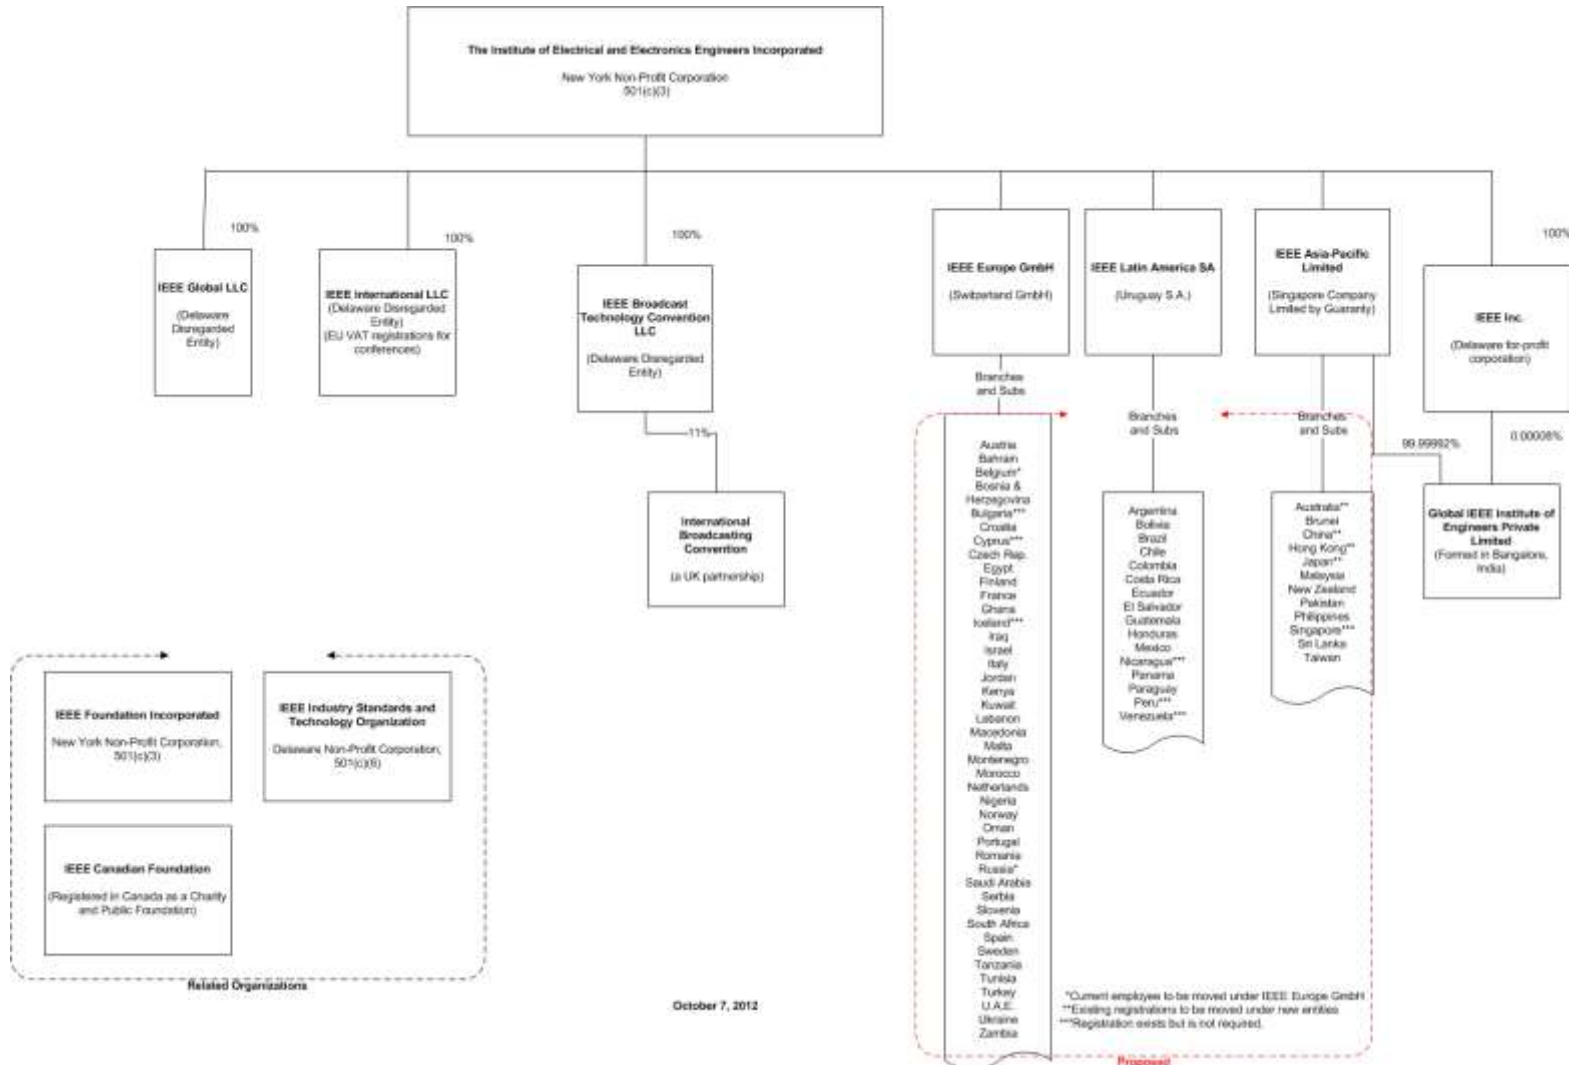 The Institute of Electrical and Electronics Engineers Incorporated
New York Non-Profit Corporation
501(c)(3)
100%
IEEE Global LLC
(Delaware
Disregarded
Entity)
100%
IEEE International LLC
(Delaware Disregarded
Entity)
(EU VAT registrations for
conferences)
100%
IEEE Broadcast
Technology Convention
LLC
(Delaware Disregarded
Entity)
11%
International
Broadcasting
Convention
(a UK partnership)
IEEE Europe GmbH
(Switzerland GmbH)
Branches
and Subs
Austria
Bahrain
Belgium*
Bosnia &
Herzegovina
Bulgaria***
Croatia
Cyprus***
Czech Rep.
Egypt
Finland
France
Ghana
Iceland***
Iraq
Israel
Italy
Jordan
Kenya
Kuwait
Lebanon
Macedonia
Malta
Montenegro
Morocco
Netherlands
Nigeria
Norway
Oman
Portugal
Romania
Russia*
Saudi Arabia
Serbia
Slovenia
South Africa
Spain
Sweden
Tanzania
Tunisia
Turkey
U.A.E.
Ukraine
Zambia
IEEE Latin America SA
(Uruguay S.A.)
Branches
and Subs
Argentina
Bolivia
Brazil
Chile
Colombia
Costa Rica
Ecuador
El Salvador
Guatemala
Honduras
Mexico
Nicaragua***
Panama
Paraguay
Peru***
Venezuela***
IEEE Asia-Pacific
Limited
(Singapore Company
Limited by Guaranty)
Branches
and Subs
Australia**
Brunei
China**
Hong Kong**
Japan**
Malaysia
New Zealand
Pakistan
Philippines
Singapore***
Sri Lanka
Taiwan
100%
IEEE Inc.
(Delaware for-profit
corporation)
99.99992%
0.00008%
Global IEEE Institute of
Engineers Private
Limited
(Formed in Bangalore,
India)
IEEE Foundation Incorporated
New York Non-Profit Corporation,
501(c)(3)
IEEE Industry Standards and
Technology Organization
Delaware Non-Profit Corporation,
501(c)(6)
IEEE Canadian Foundation
(Registered in Canada as a Charity
and Public Foundation)
Related Organizations
October 7, 2012
*Current employee to be moved under IEEE Europe GmbH
**Existing registrations to be moved under new entities
***Registration exists but is not required.
Proposed